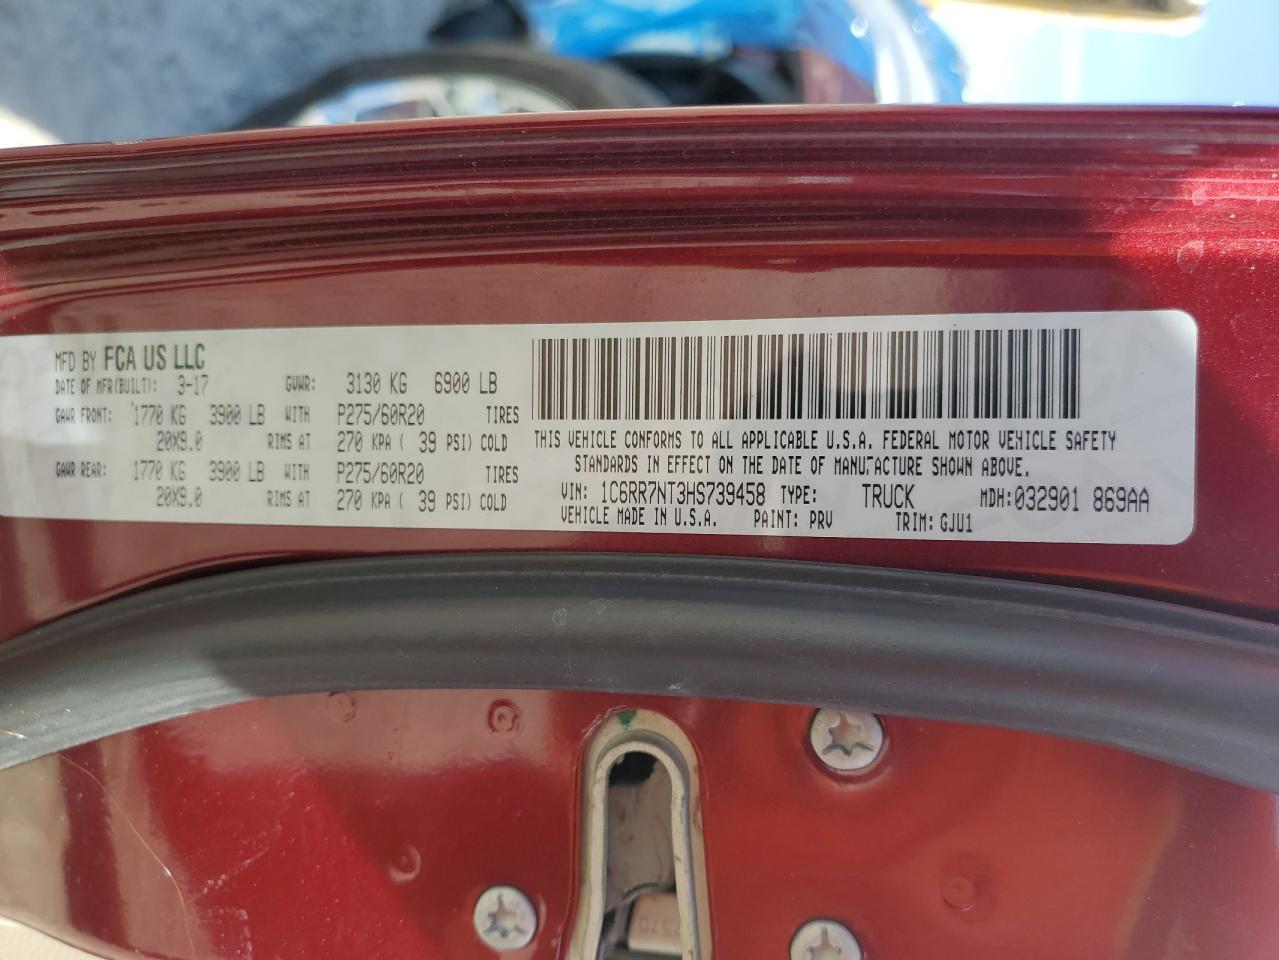 MFD BY FCA US LLC
DATE OF MFR(BUILT): 3-17 GVWR: 3130 KG 6900 LB
GAWR FRONT: 1770 KG 3900 LB WITH P275/60R20 TIRES
20X9.0 RIMS AT 270 KPA ( 39 PSI) COLD
GAWR REAR: 1770 KG 3900 LB WITH P275/60R20 TIRES
20X9.0 RIMS AT 270 KPA ( 39 PSI) COLD
THIS VEHICLE CONFORMS TO ALL APPLICABLE U.S.A. FEDERAL MOTOR VEHICLE SAFETY
STANDARDS IN EFFECT ON THE DATE OF MANUFACTURE SHOWN ABOVE.
VIN: 1C6RR7NT3HS739458 TYPE: TRUCK MDH:032901 869AA
VEHICLE MADE IN U.S.A. PAINT: PRV TRIM: GJU1